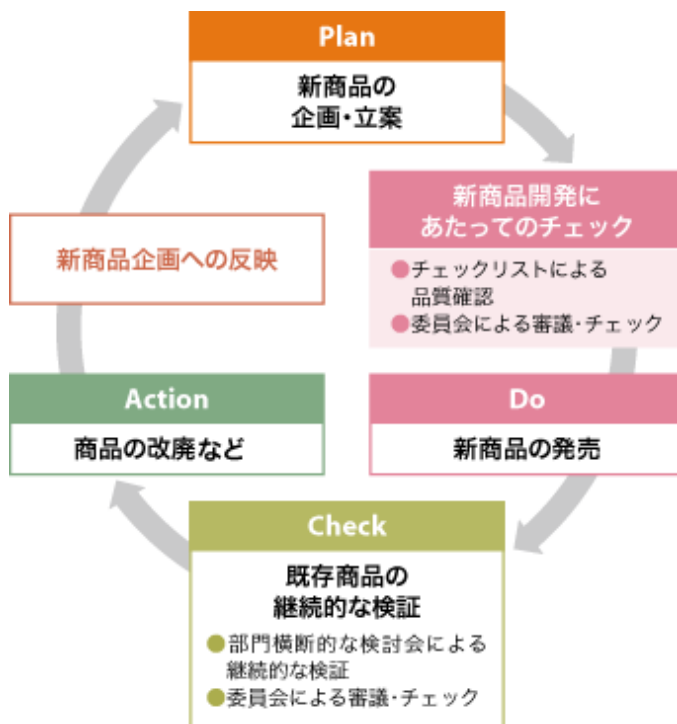 Plan
新商品の
企画・立案
新商品開発に
あたってのチェック
●チェックリストによる
品質確認
●委員会による審議・チェック
Do
新商品の発売
Check
既存商品の
継続的な検証
●部門横断的な検討会による
継続的な検証
●委員会による審議・チェック
Action
商品の改廃など
新商品企画への反映